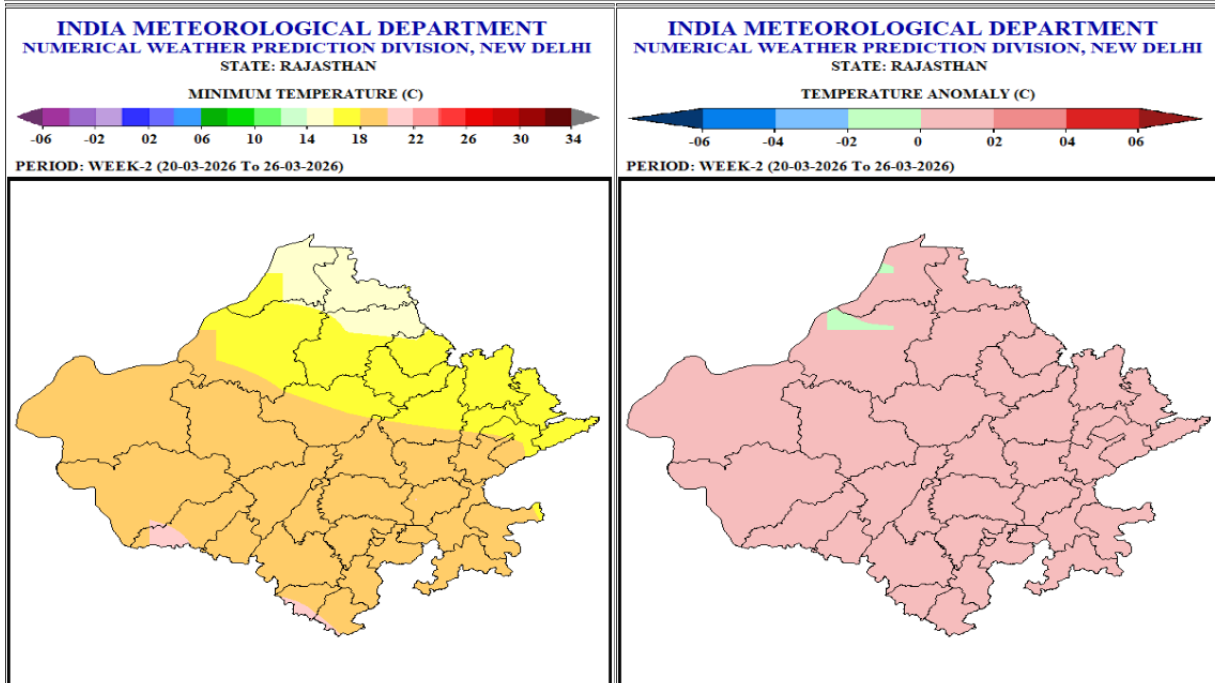 INDIA METEOROLOGICAL DEPARTMENT
NUMERICAL WEATHER PREDICTION DIVISION, NEW DELHI
STATE: RAJASTHAN
MINIMUM TEMPERATURE (C)
-06 -02 02 06 10 14 18 22 26 30 34
PERIOD: WEEK-2 (20-03-2026 To 26-03-2026)
INDIA METEOROLOGICAL DEPARTMENT
NUMERICAL WEATHER PREDICTION DIVISION, NEW DELHI
STATE: RAJASTHAN
TEMPERATURE ANOMALY (C)
-06 -04 -02 0 02 04 06
PERIOD: WEEK-2 (20-03-2026 To 26-03-2026)